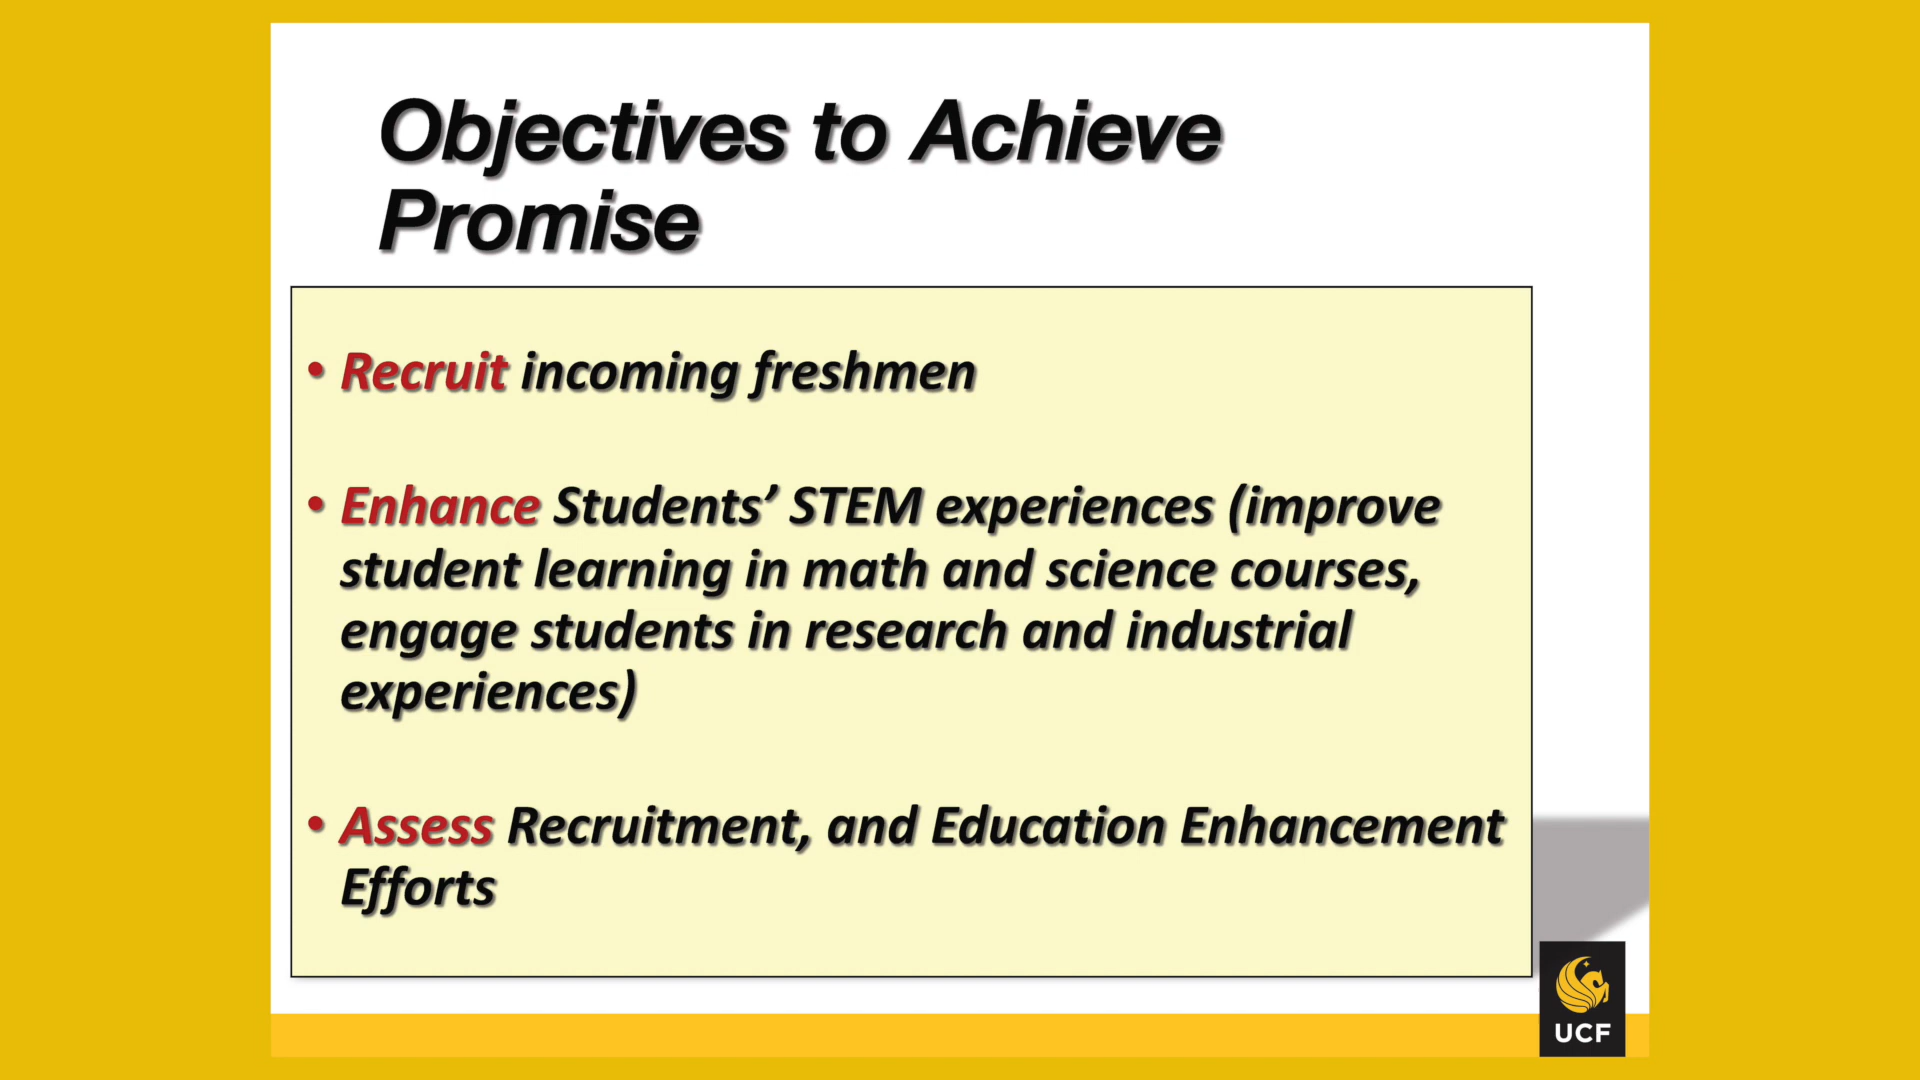 Objectives to Achieve
Promise
• Recruit incoming freshmen
• Enhance Students’ STEM experiences (improve
student learning in math and science courses,
engage students in research and industrial
experiences)
• Assess Recruitment, and Education Enhancement
Efforts
UCF